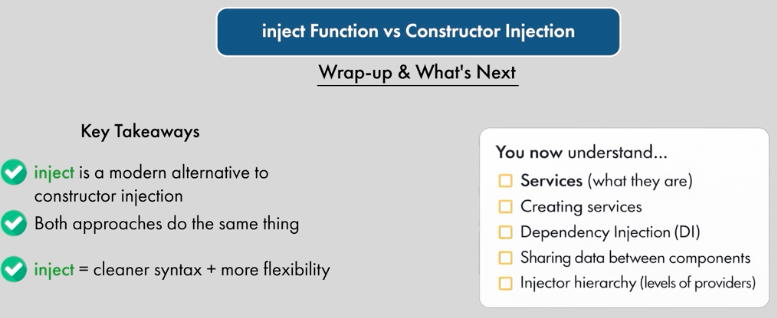 inject Function vs Constructor Injection
Wrap-up & What's Next
Key Takeaways
inject is a modern alternative to
constructor injection
Both approaches do the same thing
inject = cleaner syntax + more flexibility
You now understand...
Services (what they are)
Creating services
Dependency Injection (DI)
Sharing data between components
Injector hierarchy (levels of providers)